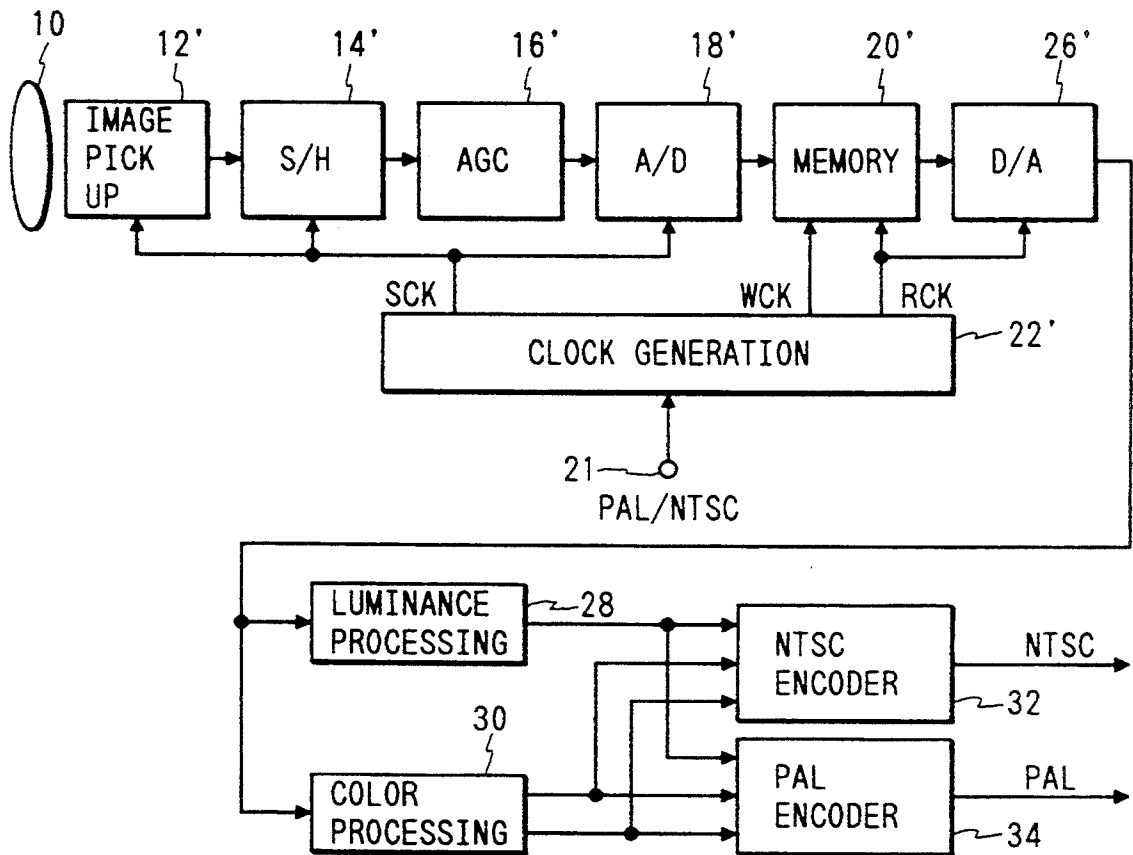 10
12'
14'
16'
18'
20'
26'
IMAGE
PICK
UP
S/H
AGC
A/D
MEMORY
D/A
SCK
WCK
RCK
CLOCK GENERATION
22'
21
PAL/NTSC
LUMINANCE
PROCESSING
28
NTSC
ENCODER
NTSC
32
30
COLOR
PROCESSING
PAL
ENCODER
PAL
34